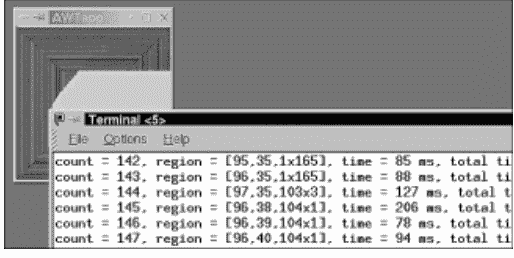 AWTapp
Terminal <5>
File Options Help
count = 142, region = [95,35,1x165], time = 85 ms, total ti
count = 143, region = [96,35,1x165], time = 88 ms, total ti
count = 144, region = [97,35,103x3], time = 127 ms, total t
count = 145, region = [96,38,104x1], time = 206 ms, total t
count = 146, region = [96,39,104x1], time = 78 ms, total ti
count = 147, region = [96,40,104x1], time = 94 ms, total ti